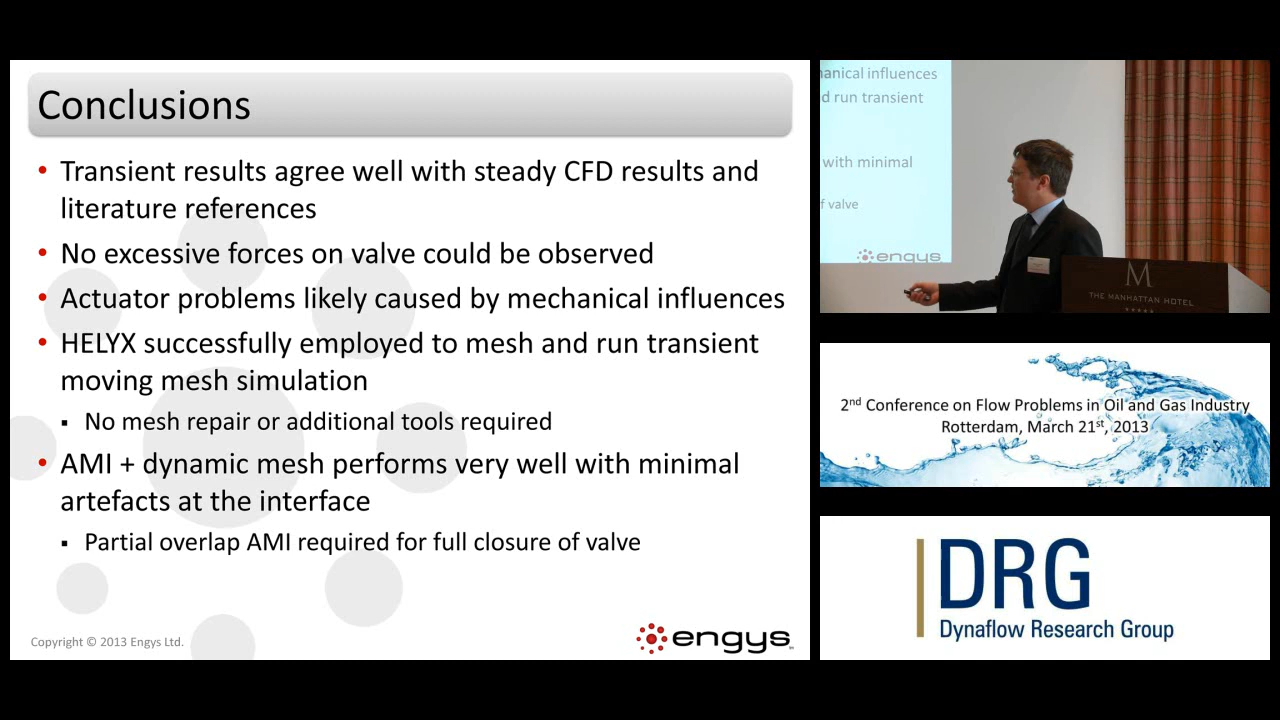 Conclusions
• Transient results agree well with steady CFD results and
literature references
• No excessive forces on valve could be observed
• Actuator problems likely caused by mechanical influences
• HELYX successfully employed to mesh and run transient
moving mesh simulation
▪ No mesh repair or additional tools required
• AMI + dynamic mesh performs very well with minimal
artefacts at the interface
▪ Partial overlap AMI required for full closure of valve
Copyright © 2013 Engys Ltd.
engys
anical influences
d run transient
with minimal
f valve
engys
M
THE MANHATTAN HOTEL
2nd Conference on Flow Problems in Oil and Gas Industry
Rotterdam, March 21st, 2013
DRG
Dynaflow Research Group